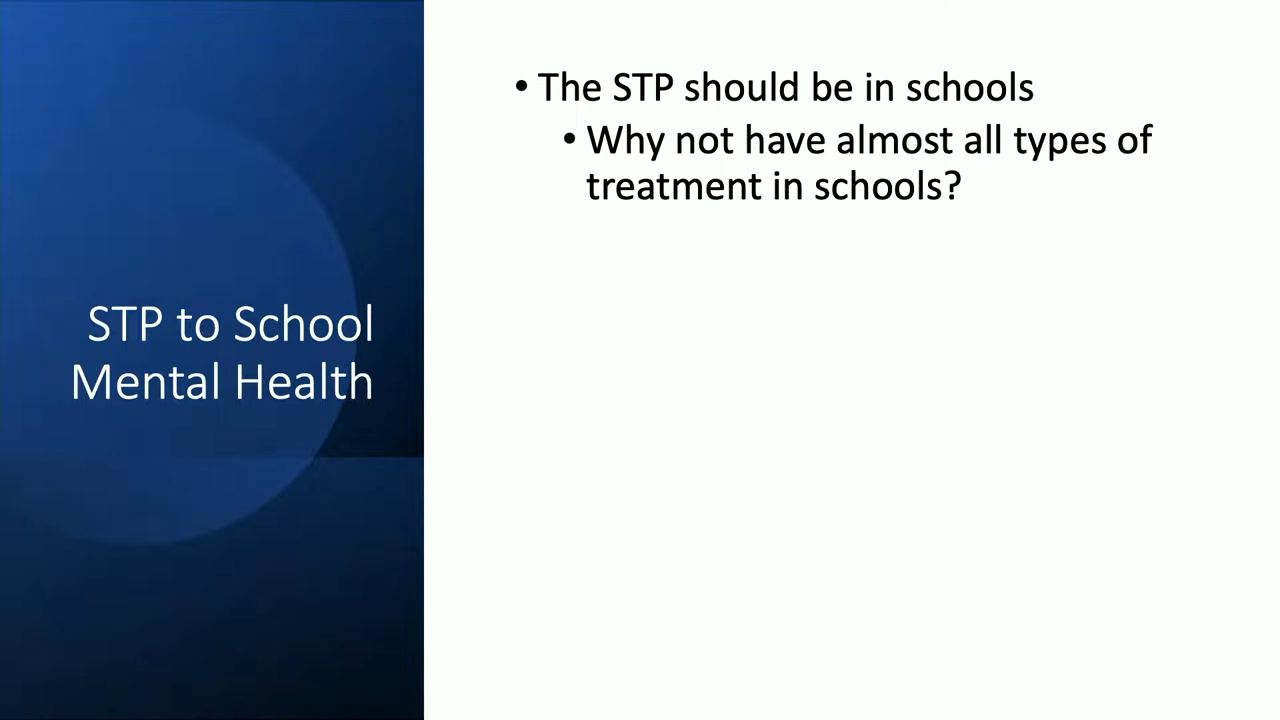 STP to School
Mental Health
• The STP should be in schools
• Why not have almost all types of
treatment in schools?